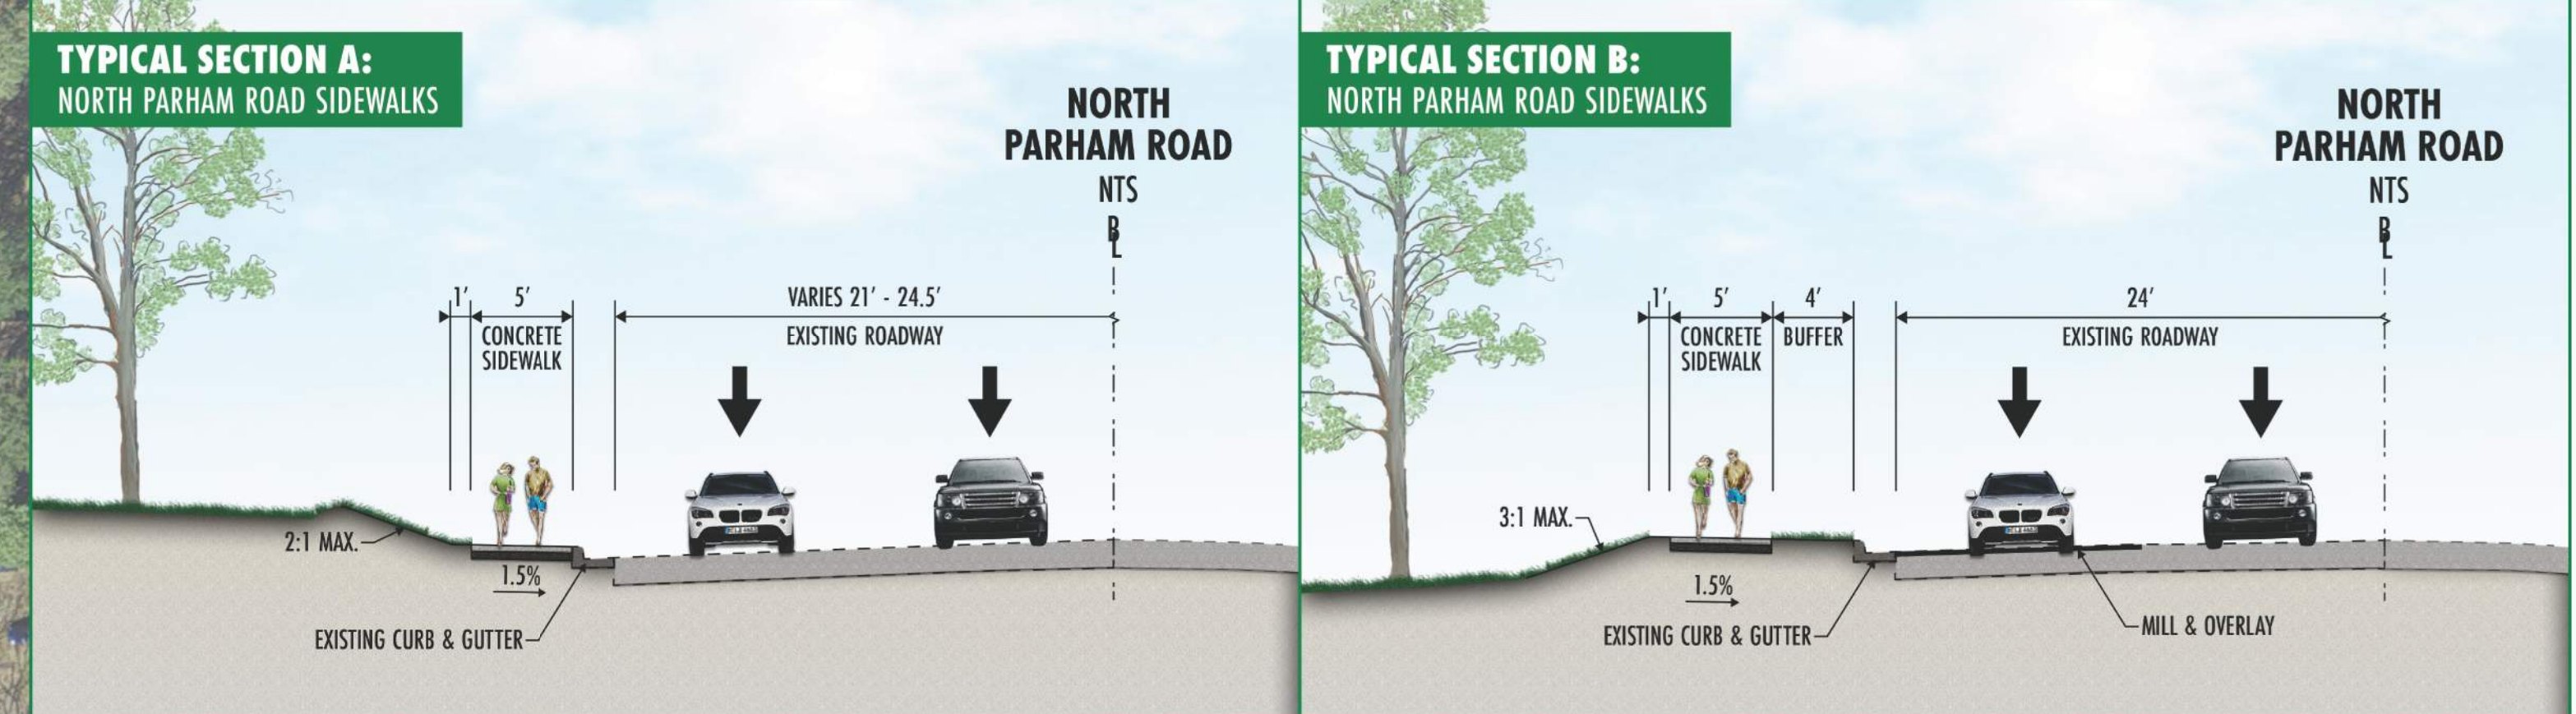 TYPICAL SECTION A:
NORTH PARHAM ROAD SIDEWALKS
NORTH
PARHAM ROAD
NTS
BL
1'
5'
CONCRETE
SIDEWALK
VARIES 21' - 24.5'
EXISTING ROADWAY
2:1 MAX.
1.5%
EXISTING CURB & GUTTER
TYPICAL SECTION B:
NORTH PARHAM ROAD SIDEWALKS
NORTH
PARHAM ROAD
NTS
BL
1'
5'
4'
CONCRETE
SIDEWALK
BUFFER
24'
EXISTING ROADWAY
3:1 MAX.
1.5%
EXISTING CURB & GUTTER
MILL & OVERLAY